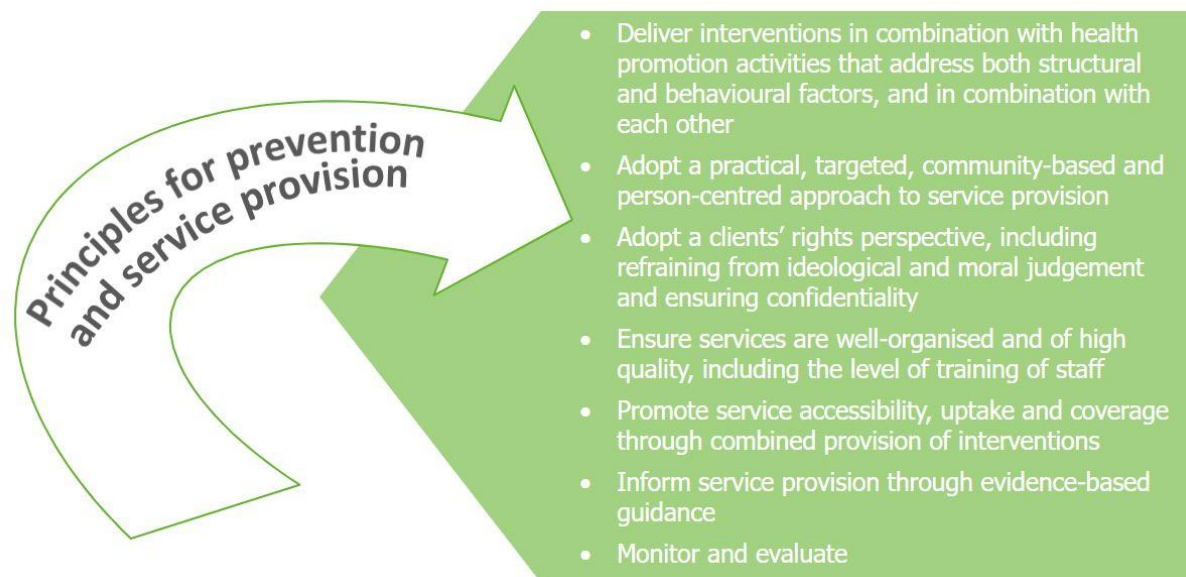 Principles for prevention
and service provision
• Deliver interventions in combination with health
promotion activities that address both structural
and behavioural factors, and in combination with
each other
• Adopt a practical, targeted, community-based and
person-centred approach to service provision
• Adopt a clients’ rights perspective, including
refraining from ideological and moral judgement
and ensuring confidentiality
• Ensure services are well-organised and of high
quality, including the level of training of staff
• Promote service accessibility, uptake and coverage
through combined provision of interventions
• Inform service provision through evidence-based
guidance
• Monitor and evaluate